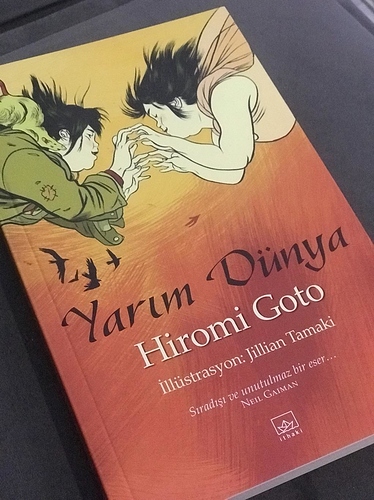 Yarım Dünya
Hiromi Goto
İllüstrasyon: Jillian Tamaki
Sıradışı ve unutulmaz bir eser...
NEIL GAIMAN
ithaki